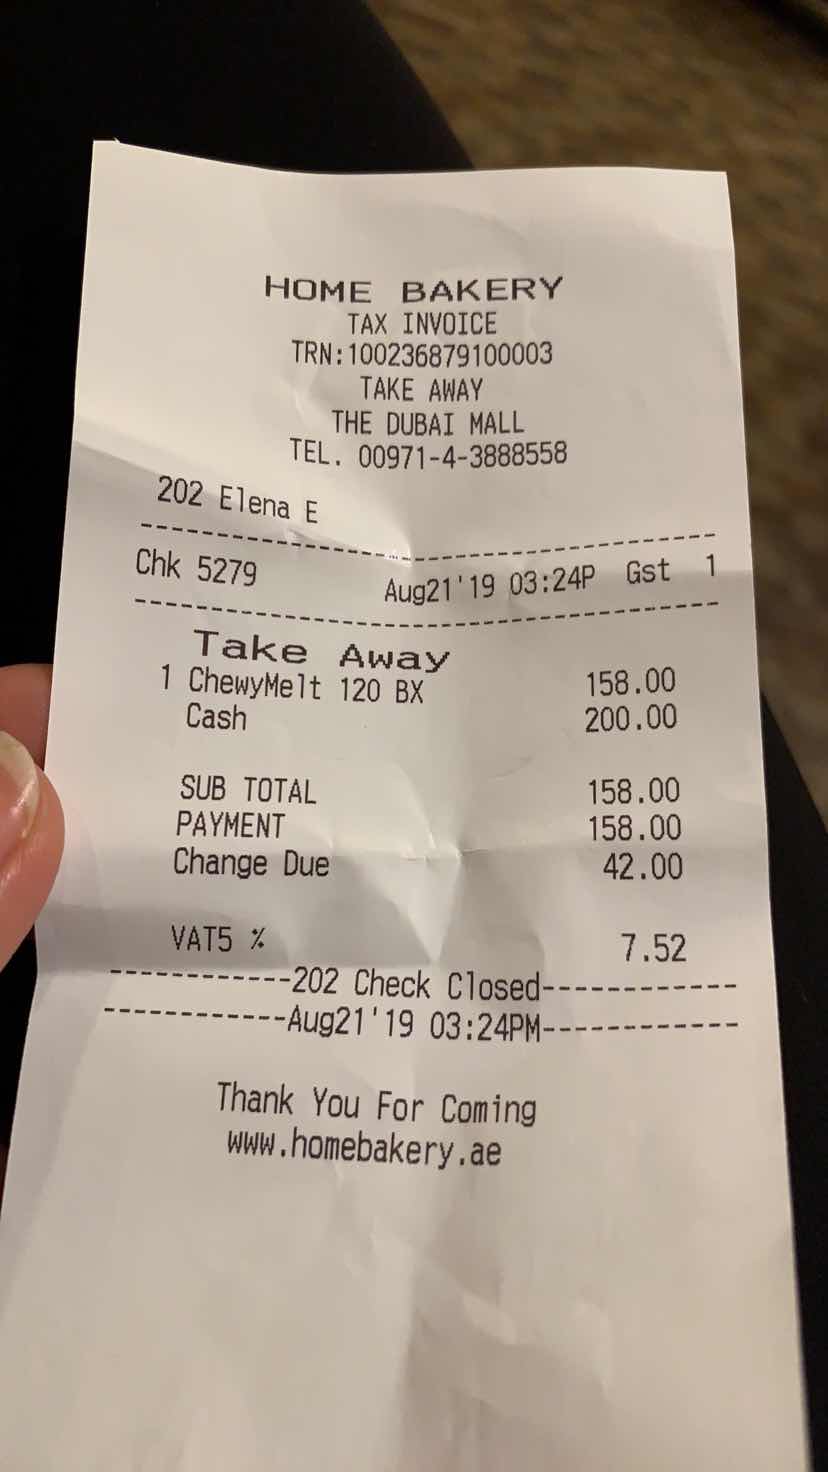 HOME BAKERY
TAX INVOICE
TRN:100236879100003
TAKE AWAY
THE DUBAI MALL
TEL. 00971-4-3888558
202 Elena E
Chk 5279 Aug21'19 03:24P Gst 1
Take Away
1 ChewyMelt 120 BX 158.00
Cash 200.00
SUB TOTAL 158.00
PAYMENT 158.00
Change Due 42.00
VAT5 % 7.52
------------202 Check Closed------------
------------Aug21'19 03:24PM------------
Thank You For Coming
www.homebakery.ae